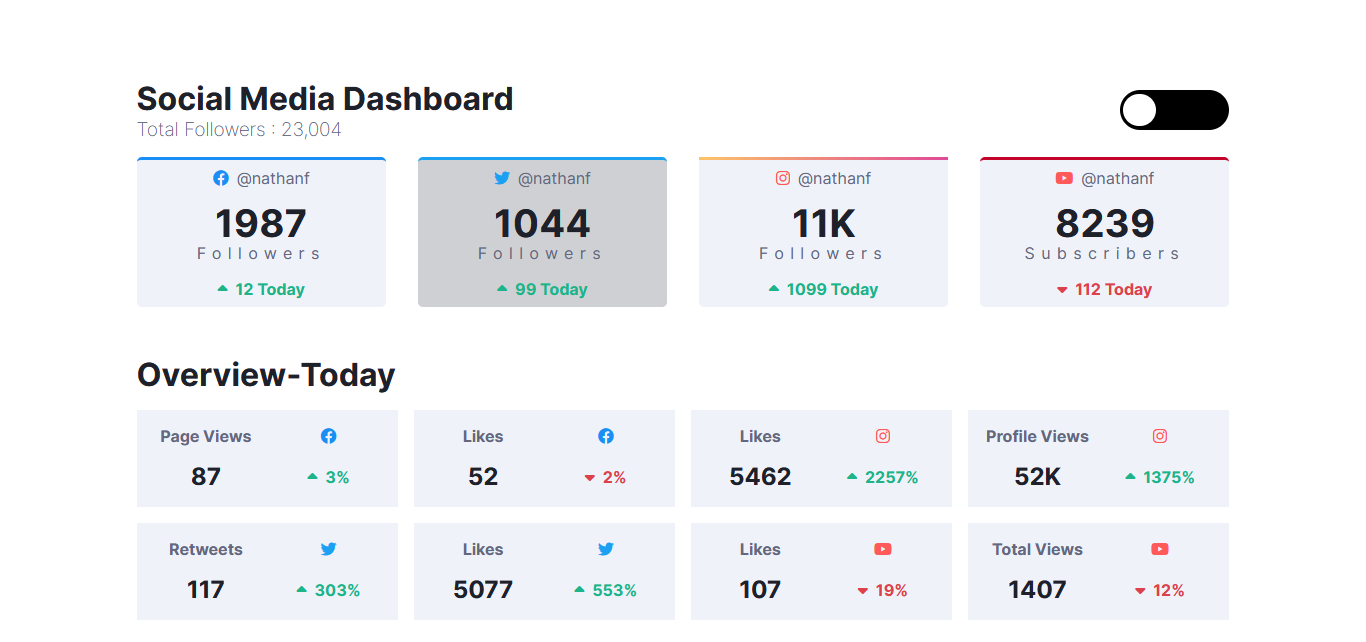 Social Media Dashboard
Total Followers : 23,004
@nathanf
1987
Followers
12 Today
@nathanf
1044
Followers
99 Today
@nathanf
11K
Followers
1099 Today
@nathanf
8239
Subscribers
112 Today
Overview-Today
Page Views
87
3%
Likes
52
2%
Likes
5462
2257%
Profile Views
52K
1375%
Retweets
117
303%
Likes
5077
553%
Likes
107
19%
Total Views
1407
12%